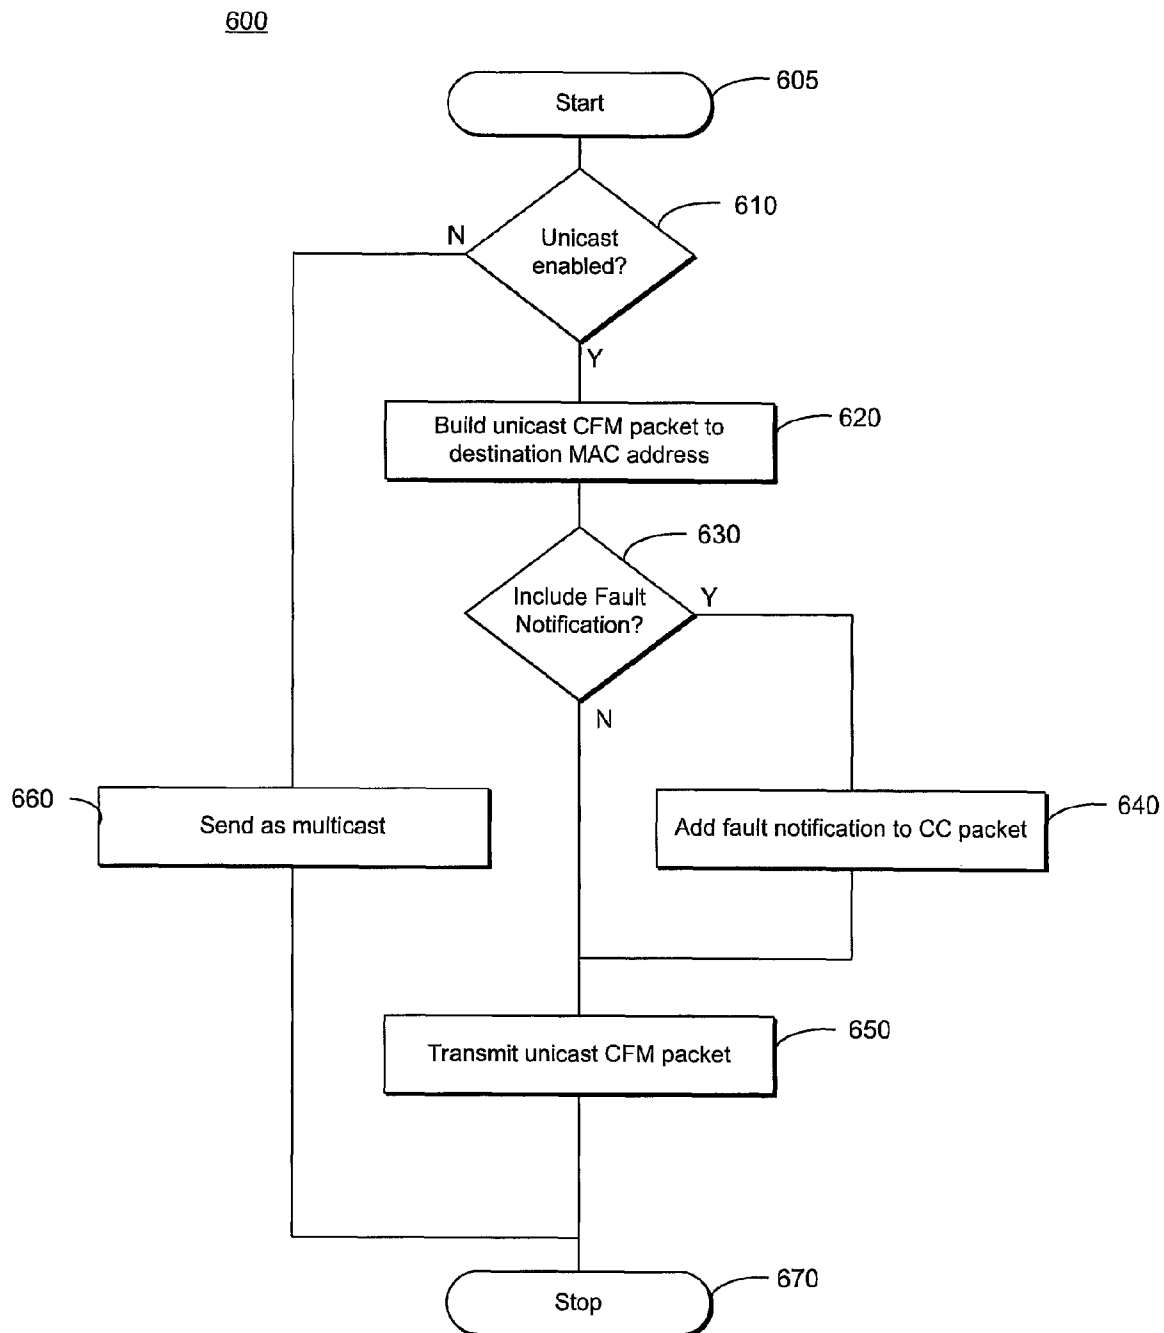 600
Start
605
Unicast
enabled?
610
N
Y
Build unicast CFM packet to
destination MAC address
620
Include Fault
Notification?
630
Y
N
660
Send as multicast
Add fault notification to CC packet
640
Transmit unicast CFM packet
650
Stop
670